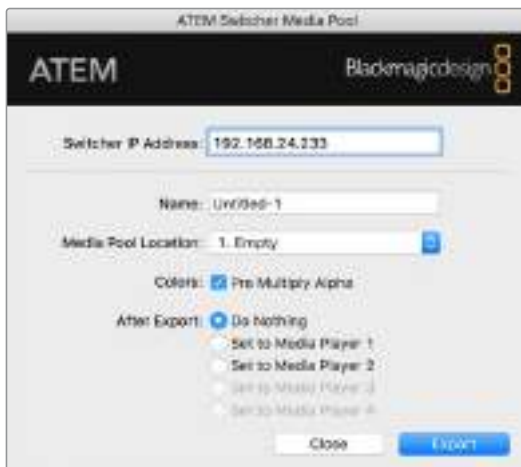 ATEM Switcher Media Pool
ATEM
Blackmagicdesign
Switcher IP Address: 192.168.24.233
Name: Untitled-1
Media Pool Location: 1. Empty
Colors: Pre Multiply Alpha
After Export: Do Nothing
Set to Media Player 1
Set to Media Player 2
Set to Media Player 3
Set to Media Player 4
Close
Export